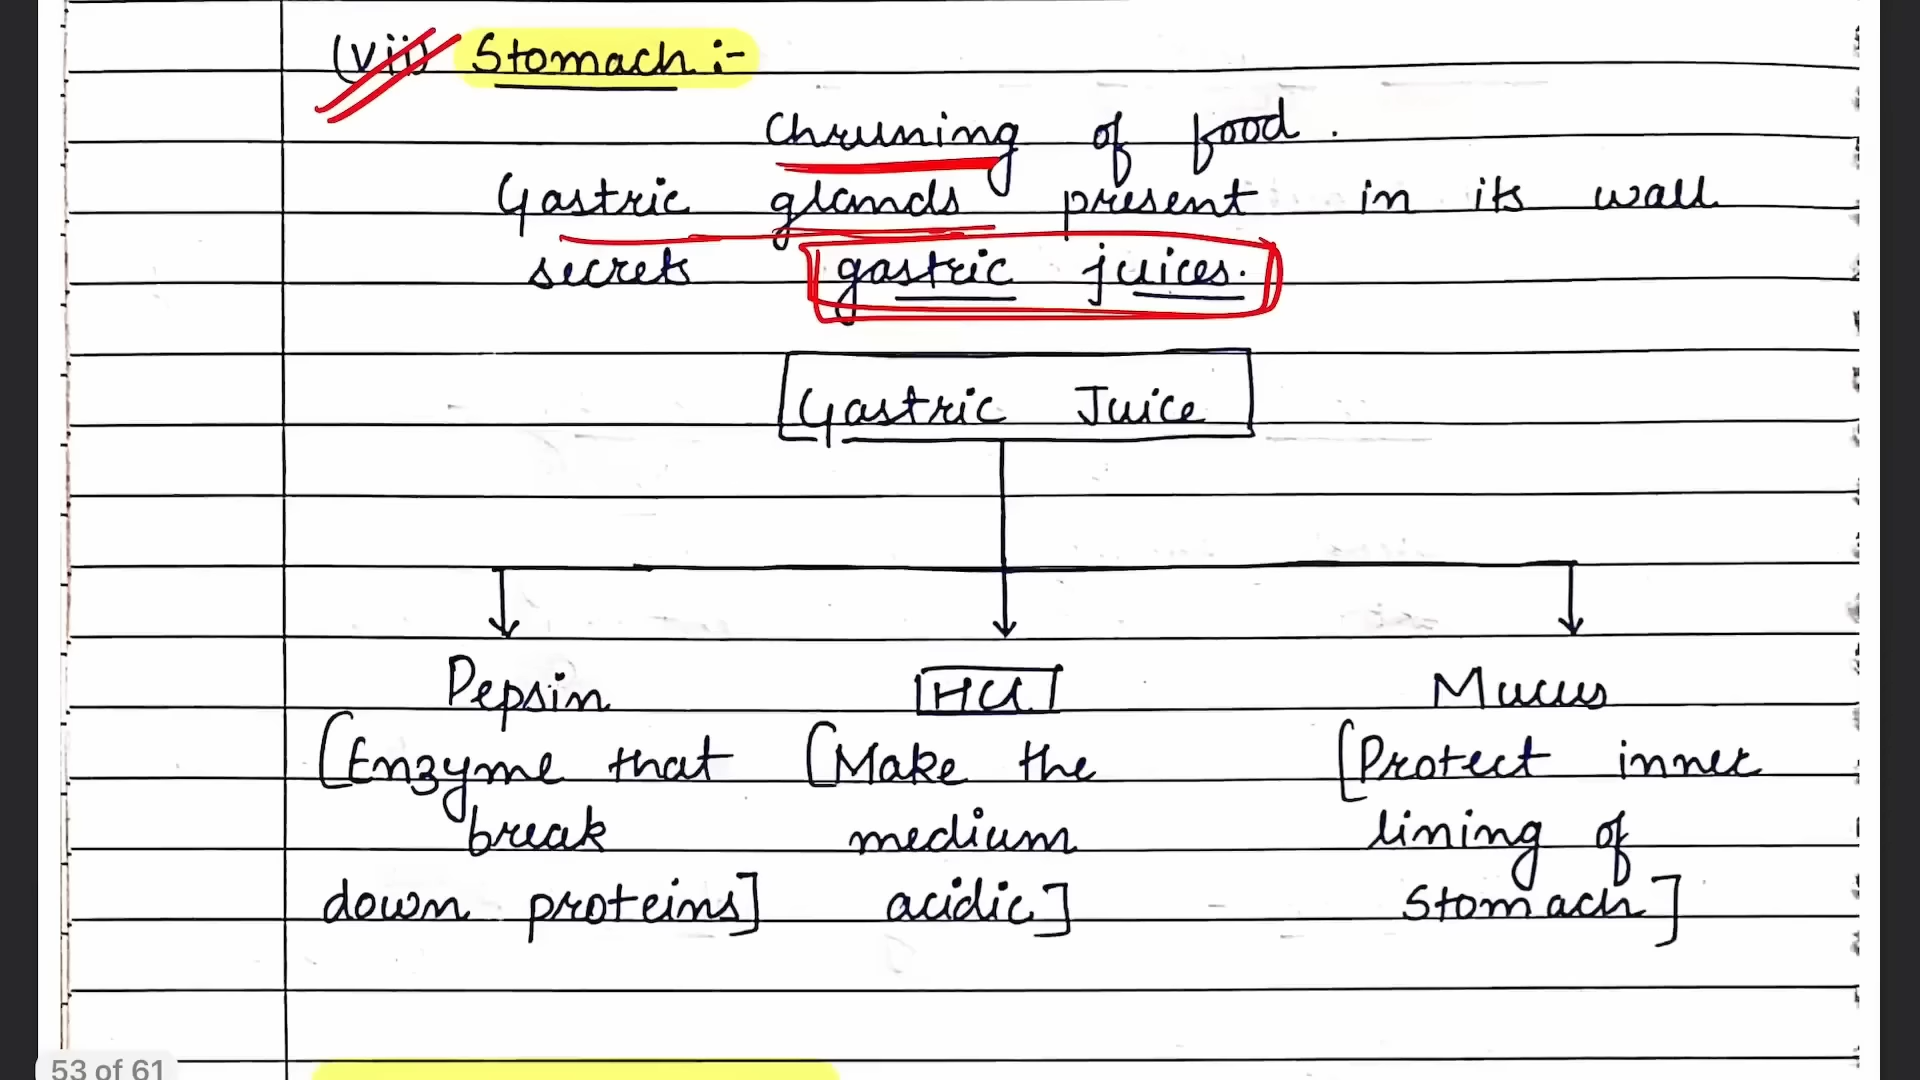 (vii) Stomach :-
Chruning of food.
Gastric glands present in its wall
secrets gastric juices.
Gastric Juice
Pepsin HCl Mucus
[Enzyme that [Make the [Protect inner
break medium lining of
down proteins] acidic] Stomach]
53 of 61